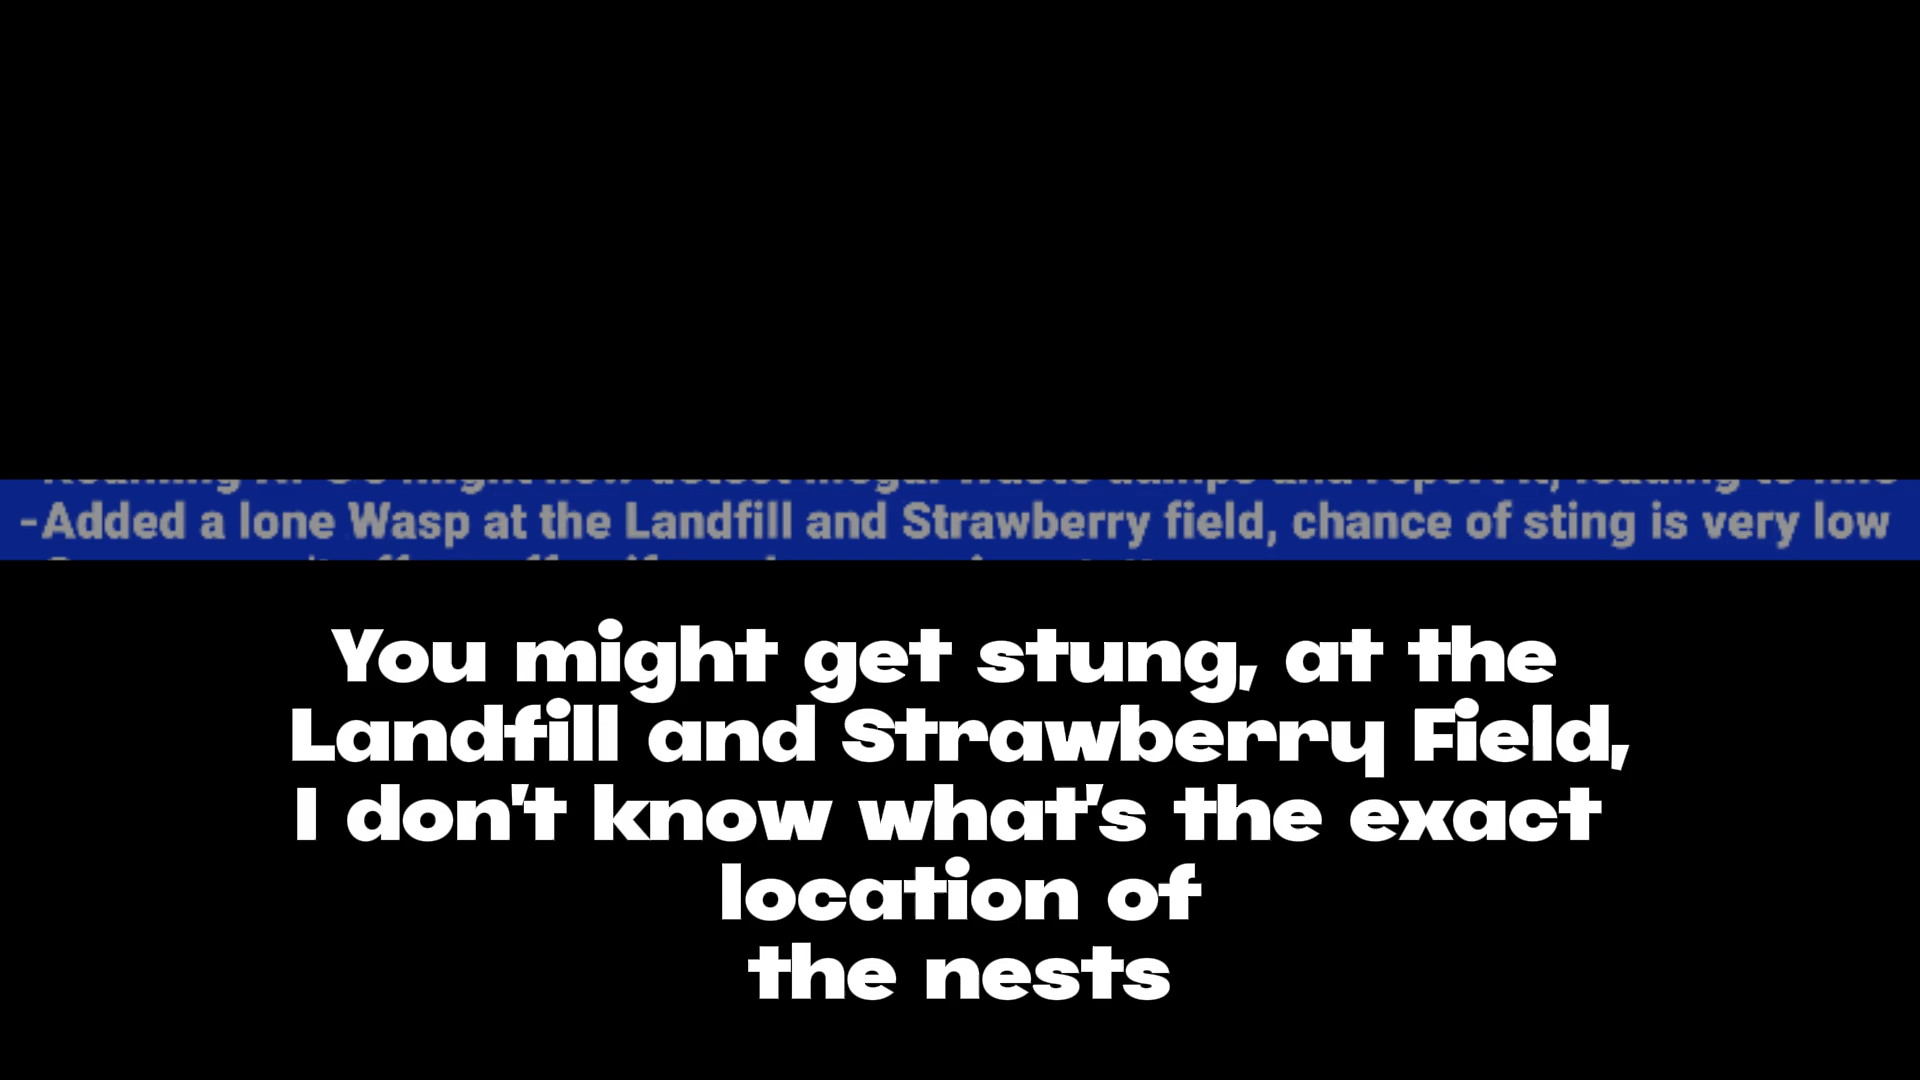 -Added a lone Wasp at the Landfill and Strawberry field, chance of sting is very low
You might get stung, at the
Landfill and Strawberry Field,
I don't know what's the exact
location of
the nests